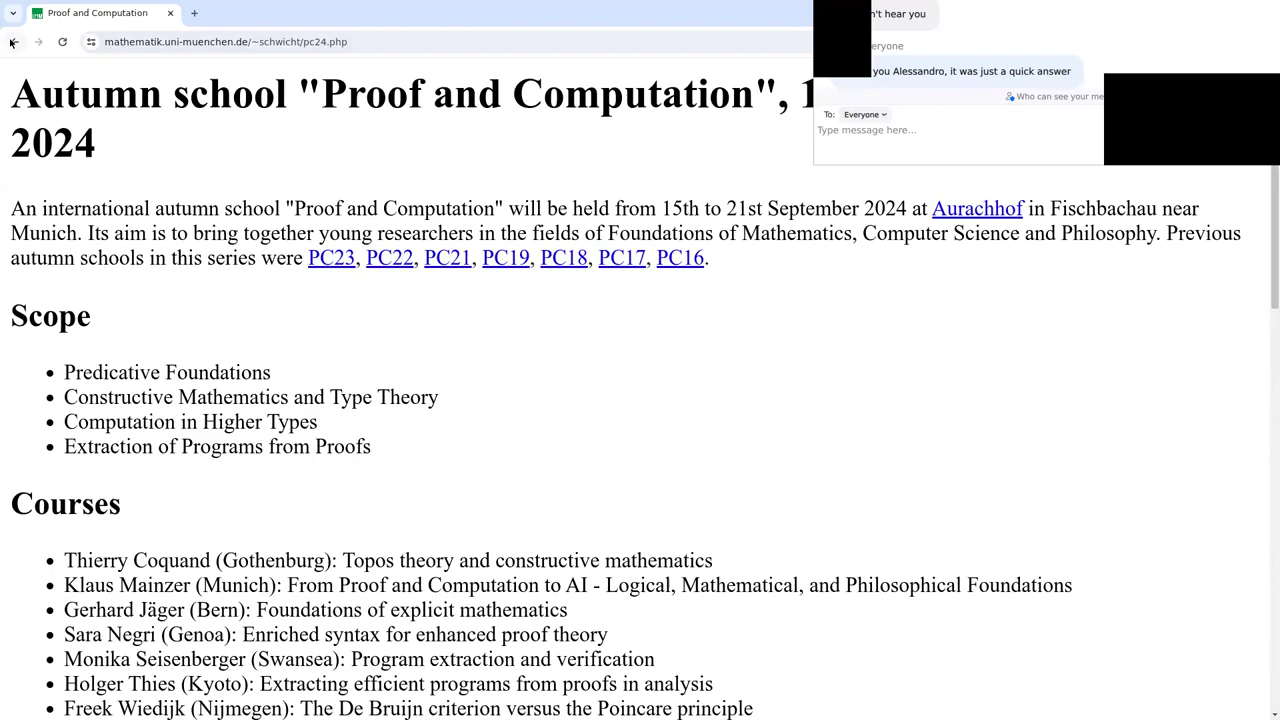 Proof and Computation
n't hear you
mathematik.uni-muenchen.de/~schwicht/pc24.php
you Alessandro, it was just a quick answer
Who can see your me
To: Everyone
Type message here...
Autumn school "Proof and Computation", 1
2024
An international autumn school "Proof and Computation" will be held from 15th to 21st September 2024 at Aurachhof in Fischbachau near
Munich. Its aim is to bring together young researchers in the fields of Foundations of Mathematics, Computer Science and Philosophy. Previous
autumn schools in this series were PC23, PC22, PC21, PC19, PC18, PC17, PC16.
Scope
• Predicative Foundations
• Constructive Mathematics and Type Theory
• Computation in Higher Types
• Extraction of Programs from Proofs
Courses
• Thierry Coquand (Gothenburg): Topos theory and constructive mathematics
• Klaus Mainzer (Munich): From Proof and Computation to AI - Logical, Mathematical, and Philosophical Foundations
• Gerhard Jäger (Bern): Foundations of explicit mathematics
• Sara Negri (Genoa): Enriched syntax for enhanced proof theory
• Monika Seisenberger (Swansea): Program extraction and verification
• Holger Thies (Kyoto): Extracting efficient programs from proofs in analysis
• Freek Wiedijk (Nijmegen): The De Bruijn criterion versus the Poincare principle